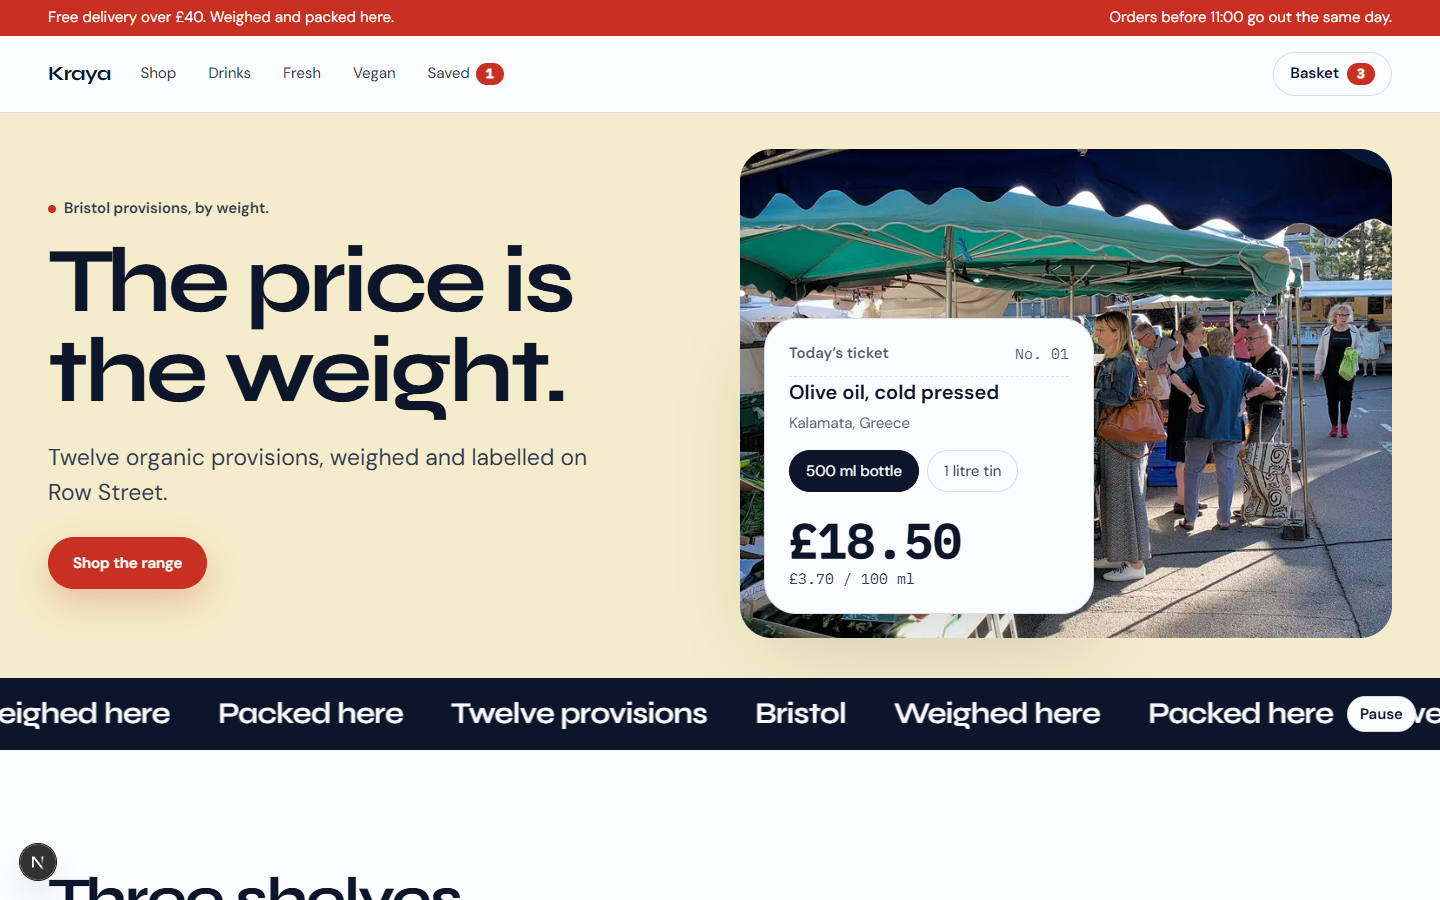 Free delivery over £40. Weighed and packed here.
Orders before 11:00 go out the same day.
Kraya
Shop
Drinks
Fresh
Vegan
Saved 1
Basket 3
Bristol provisions, by weight.
The price is
the weight.
Twelve organic provisions, weighed and labelled on
Row Street.
Shop the range
Today's ticket
No. 01
Olive oil, cold pressed
Kalamata, Greece
500 ml bottle
1 litre tin
£18.50
£3.70 / 100 ml
eighed here
Packed here
Twelve provisions
Bristol
Weighed here
Packed here
Pause
we
N
Three shelves